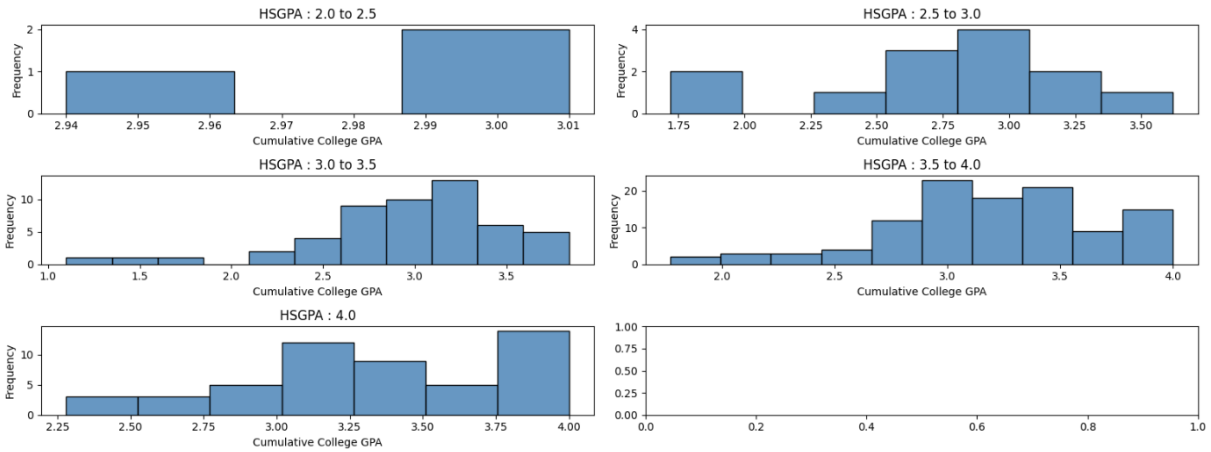 HSGPA : 2.0 to 2.5
2
1
0
Frequency
2.94 2.95 2.96 2.97 2.98 2.99 3.00 3.01
Cumulative College GPA
HSGPA : 2.5 to 3.0
4
2
0
Frequency
1.75 2.00 2.25 2.50 2.75 3.00 3.25 3.50
Cumulative College GPA
HSGPA : 3.0 to 3.5
10
5
0
Frequency
1.0 1.5 2.0 2.5 3.0 3.5
Cumulative College GPA
HSGPA : 3.5 to 4.0
20
10
0
Frequency
2.0 2.5 3.0 3.5 4.0
Cumulative College GPA
HSGPA : 4.0
10
5
0
Frequency
2.25 2.50 2.75 3.00 3.25 3.50 3.75 4.00
Cumulative College GPA
1.00
0.75
0.50
0.25
0.00
0.0 0.2 0.4 0.6 0.8 1.0